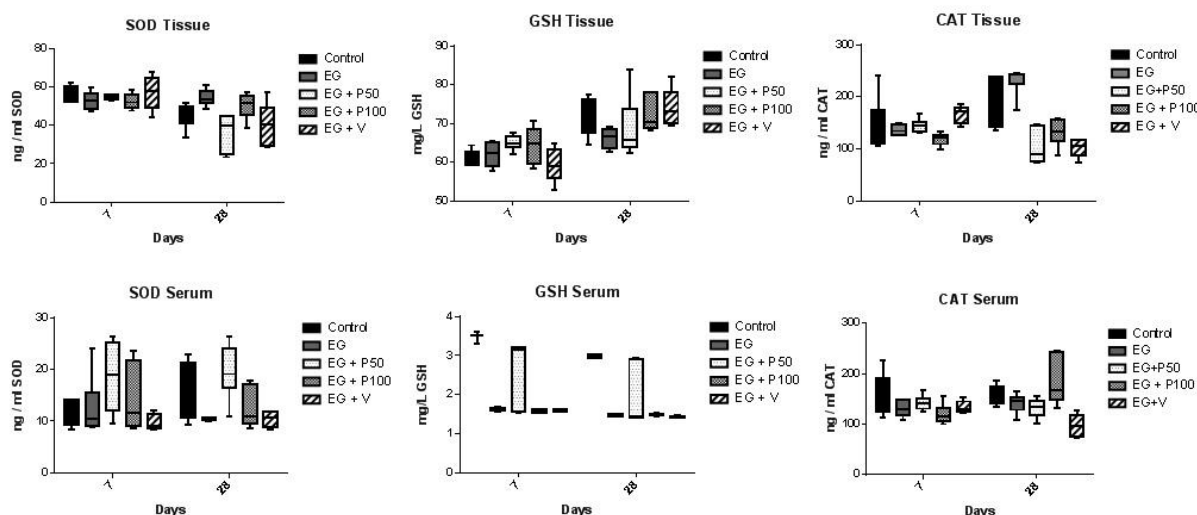 SOD Tissue
80
60
40
20
0
ng / ml SOD
7
28
Days
Control
EG
EG + P50
EG + P100
EG + V
GSH Tissue
90
80
70
60
50
mg/L GSH
7
28
Days
Control
EG
EG + P50
EG + P100
EG + V
CAT Tissue
300
200
100
0
ng / ml CAT
7
28
Days
Control
EG
EG+P50
EG + P100
EG + V
SOD Serum
30
20
10
0
ng / ml SOD
7
28
Days
Control
EG
EG + P50
EG + P100
EG + V
GSH Serum
4
3
2
1
0
mg/L GSH
7
28
Days
Control
EG
EG + P50
EG + P100
EG + V
CAT Serum
300
200
100
0
ng / ml CAT
7
28
Days
Control
EG
EG+P50
EG + P100
EG+V